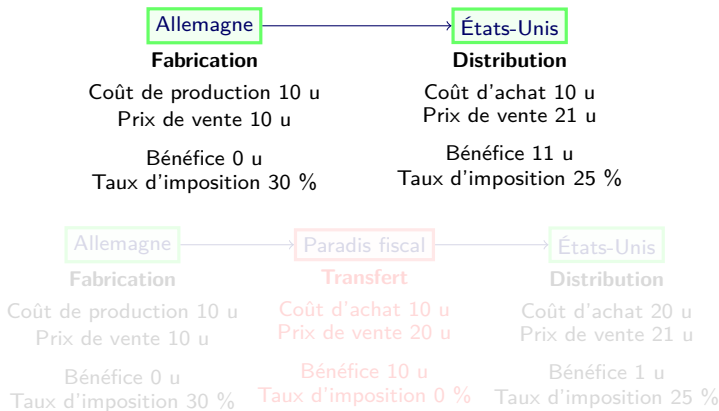 Allemagne États-Unis
Fabrication Distribution
Coût de production 10 u Coût d'achat 10 u
Prix de vente 10 u Prix de vente 21 u
Bénéfice 0 u Bénéfice 11 u
Taux d'imposition 30 % Taux d'imposition 25 %
Allemagne Paradis fiscal États-Unis
Fabrication Transfert Distribution
Coût de production 10 u Coût d'achat 10 u Coût d'achat 20 u
Prix de vente 10 u Prix de vente 20 u Prix de vente 21 u
Bénéfice 0 u Bénéfice 10 u Bénéfice 1 u
Taux d'imposition 30 % Taux d'imposition 0 % Taux d'imposition 25 %